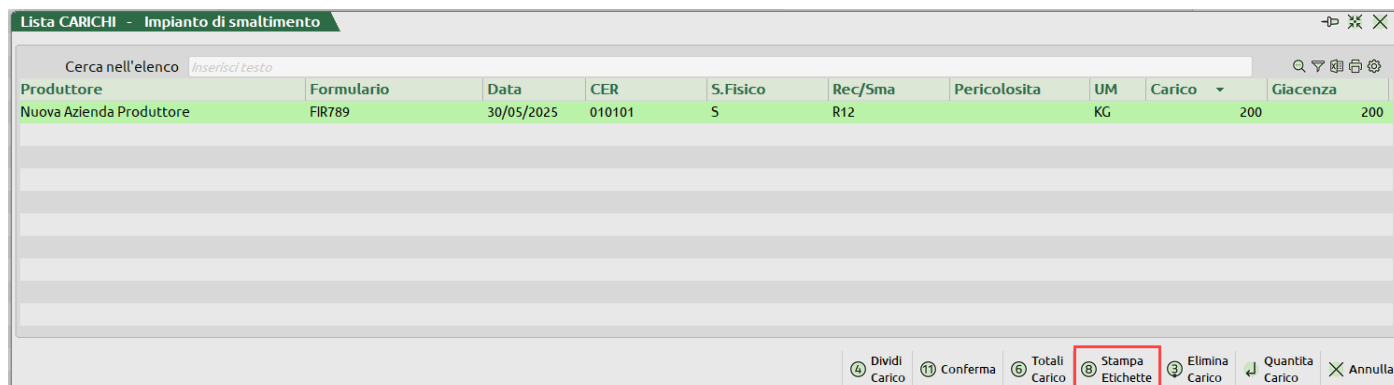 Lista CARICHI - Impianto di smaltimento
Cerca nell'elenco Inserisci testo
Produttore Formulario Data CER S.Fisico Rec/Sma Pericolosita UM Carico Giacenza
Nuova Azienda Produttore FIR789 30/05/2025 010101 S R12 KG 200 200
4 Dividi Carico 11 Conferma 6 Totali Carico 8 Stampa Etichette 3 Elimina Carico Quantita Carico Annulla